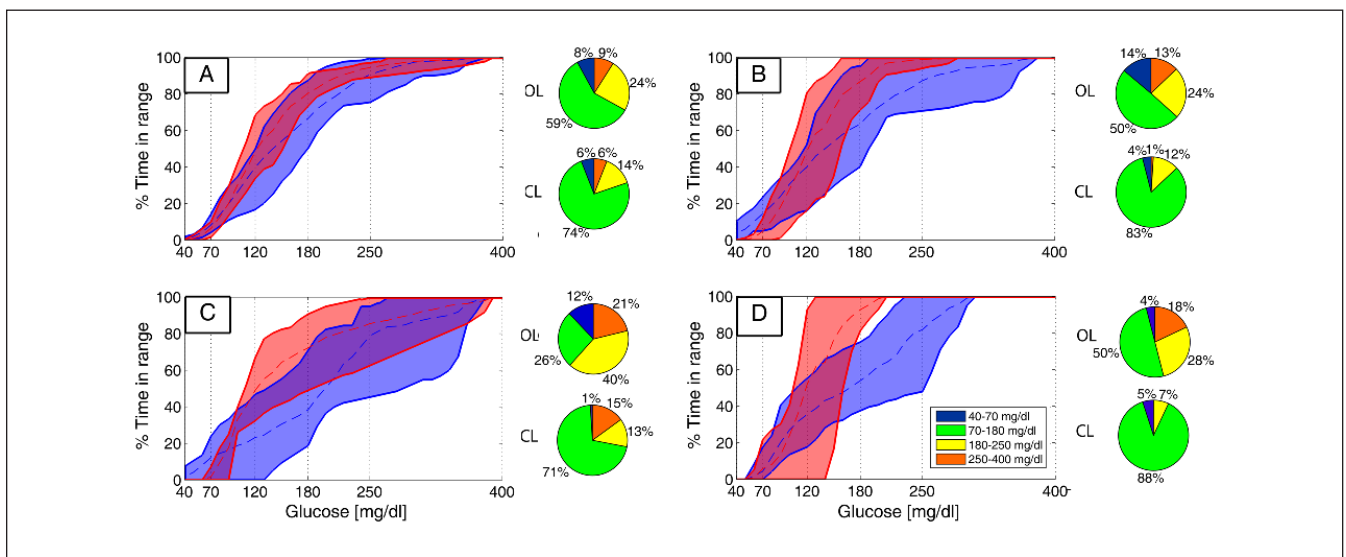 A
% Time in range
100
80
60
40
20
0
40 70 120 180 250 400
OL
8% 9%
24%
59%
CL
6% 6%
14%
74%
B
% Time in range
100
80
60
40
20
0
40 70 120 180 250 400
OL
14% 13%
24%
50%
CL
4% 1% 12%
83%
C
% Time in range
100
80
60
40
20
0
40 70 120 180 250 400
Glucose [mg/dl]
OL
12% 21%
26%
40%
CL
1% 15%
13%
71%
D
% Time in range
100
80
60
40
20
0
40 70 120 180 250 400
Glucose [mg/dl]
40-70 mg/dl
70-180 mg/dl
180-250 mg/dl
250-400 mg/dl
OL
4% 18%
50%
28%
CL
5% 7%
88%